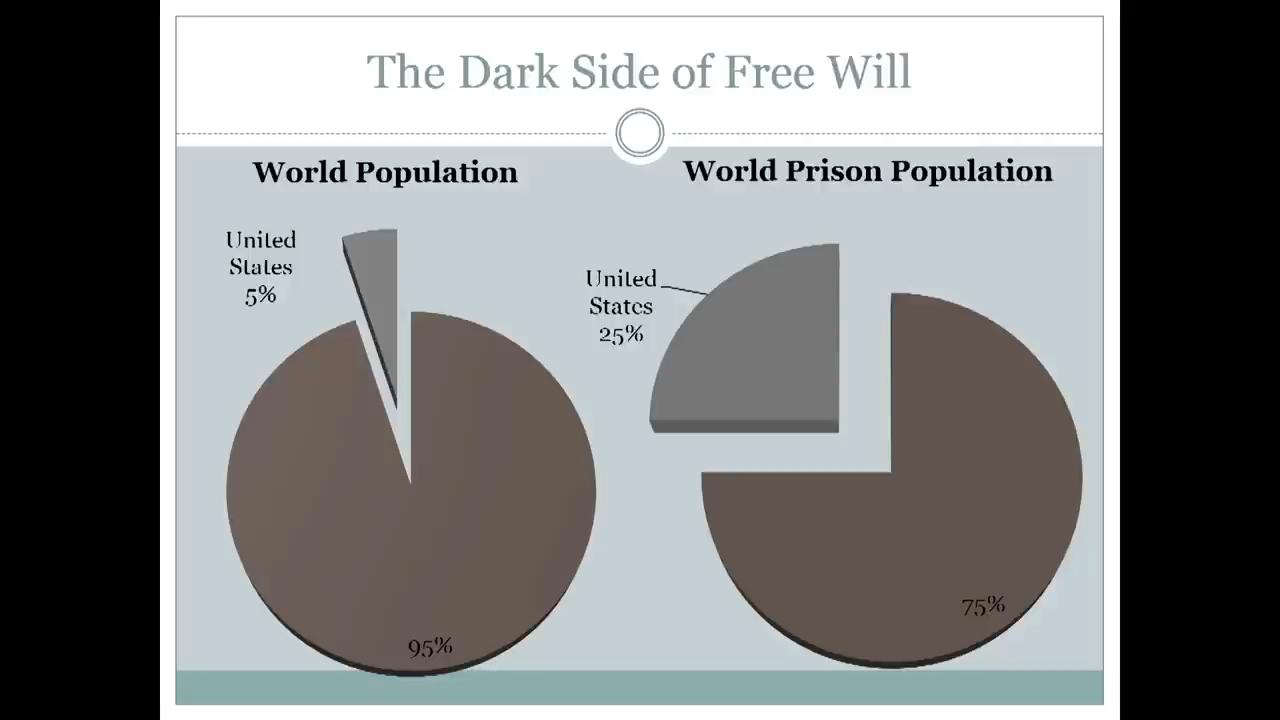 The Dark Side of Free Will
World Population
World Prison Population
United
States
5%
95%
United
States
25%
75%